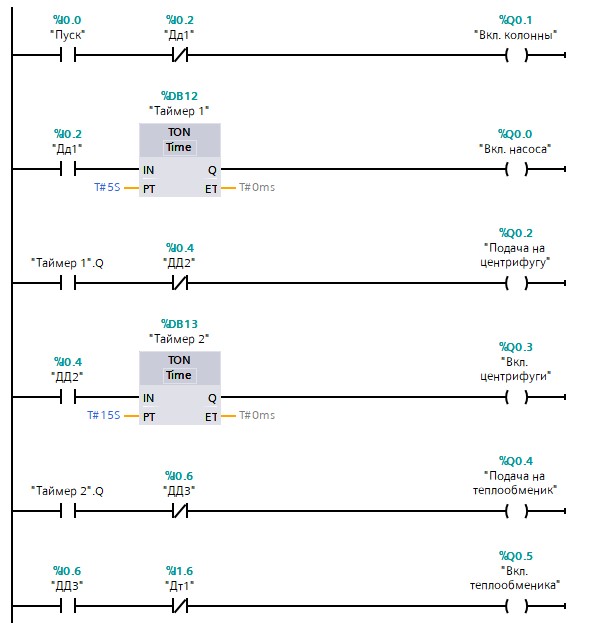 %I0.0 %I0.2 %Q0.1
"Пуск" "Дд1" "Вкл. колонны"
%DB12
"Таймер 1"
%I0.2 TON %Q0.0
"Дд1" Time "Вкл. насоса"
IN Q
T#5S PT ET T#0ms
%Q0.2
%I0.4 "Подача на
"Таймер 1".Q "ДД2" центрифугу"
%DB13
"Таймер 2"
%I0.4 TON %Q0.3
"ДД2" Time "Вкл.
центрифуги"
IN Q
T#15S PT ET T#0ms
%Q0.4
%I0.6 "Подача на
"Таймер 2".Q "ДД3" теплообменик"
%Q0.5
%I0.6 %I1.6 "Вкл.
"ДД3" "Дт1" теплообменика"